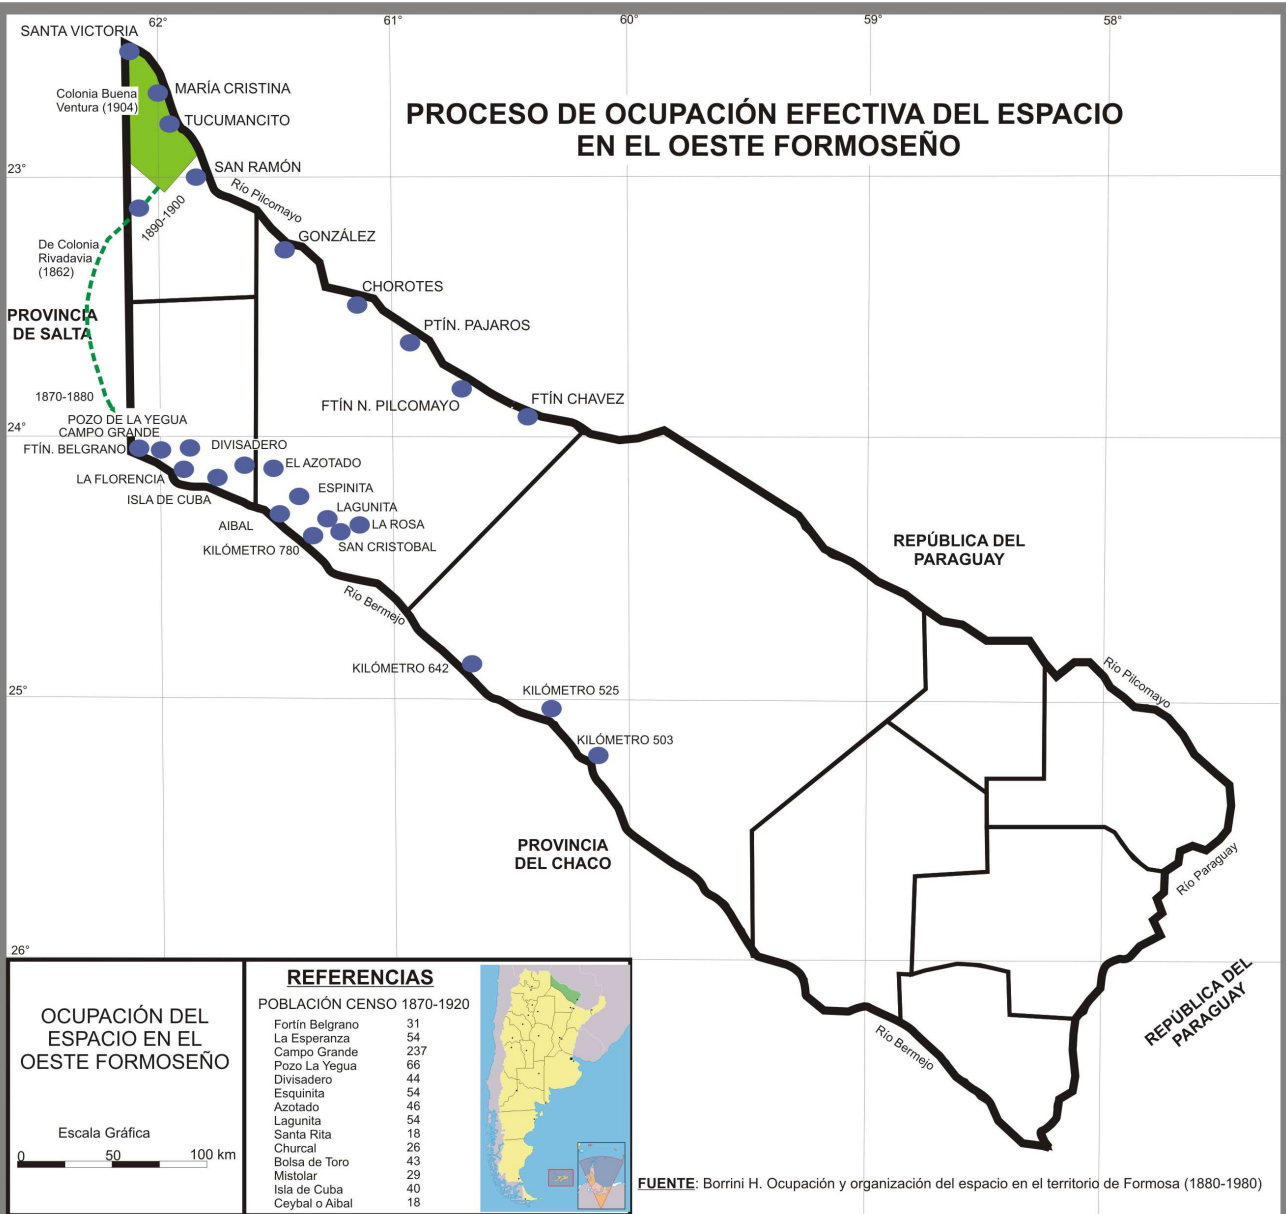 62°
61°
60°
59°
58°
SANTA VICTORIA
Colonia Buena
Ventura (1904)
MARÍA CRISTINA
TUCUMANCITO
PROCESO DE OCUPACIÓN EFECTIVA DEL ESPACIO
EN EL OESTE FORMOSEÑO
23°
SAN RAMÓN
Río Pilcomayo
1890-1900
GONZÁLEZ
De Colonia
Rivadavia
(1862)
CHOROTES
PROVINCIA
DE SALTA
PTÍN. PAJAROS
1870-1880
FTÍN N. PILCOMAYO
FTÍN CHAVEZ
24°
POZO DE LA YEGUA
CAMPO GRANDE
FTÍN. BELGRANO
DIVISADERO
EL AZOTADO
LA FLORENCIA
ESPINITA
ISLA DE CUBA
LAGUNITA
AIBAL
LA ROSA
KILÓMETRO 780
SAN CRISTOBAL
REPÚBLICA DEL
PARAGUAY
Río Bermejo
KILÓMETRO 642
Río Pilcomayo
25°
KILÓMETRO 525
KILÓMETRO 503
PROVINCIA
DEL CHACO
Río Paraguay
26°
REPÚBLICA DEL
PARAGUAY
Río Bermejo
OCUPACIÓN DEL
ESPACIO EN EL
OESTE FORMOSEÑO
Escala Gráfica
0 50 100 km
REFERENCIAS
POBLACIÓN CENSO 1870-1920
Fortín Belgrano 31
La Esperanza 54
Campo Grande 237
Pozo La Yegua 66
Divisadero 44
Esquinita 54
Azotado 46
Lagunita 54
Santa Rita 18
Churcal 26
Bolsa de Toro 43
Mistolar 29
Isla de Cuba 40
Ceybal o Aibal 18
FUENTE: Borrini H. Ocupación y organización del espacio en el territorio de Formosa (1880-1980)